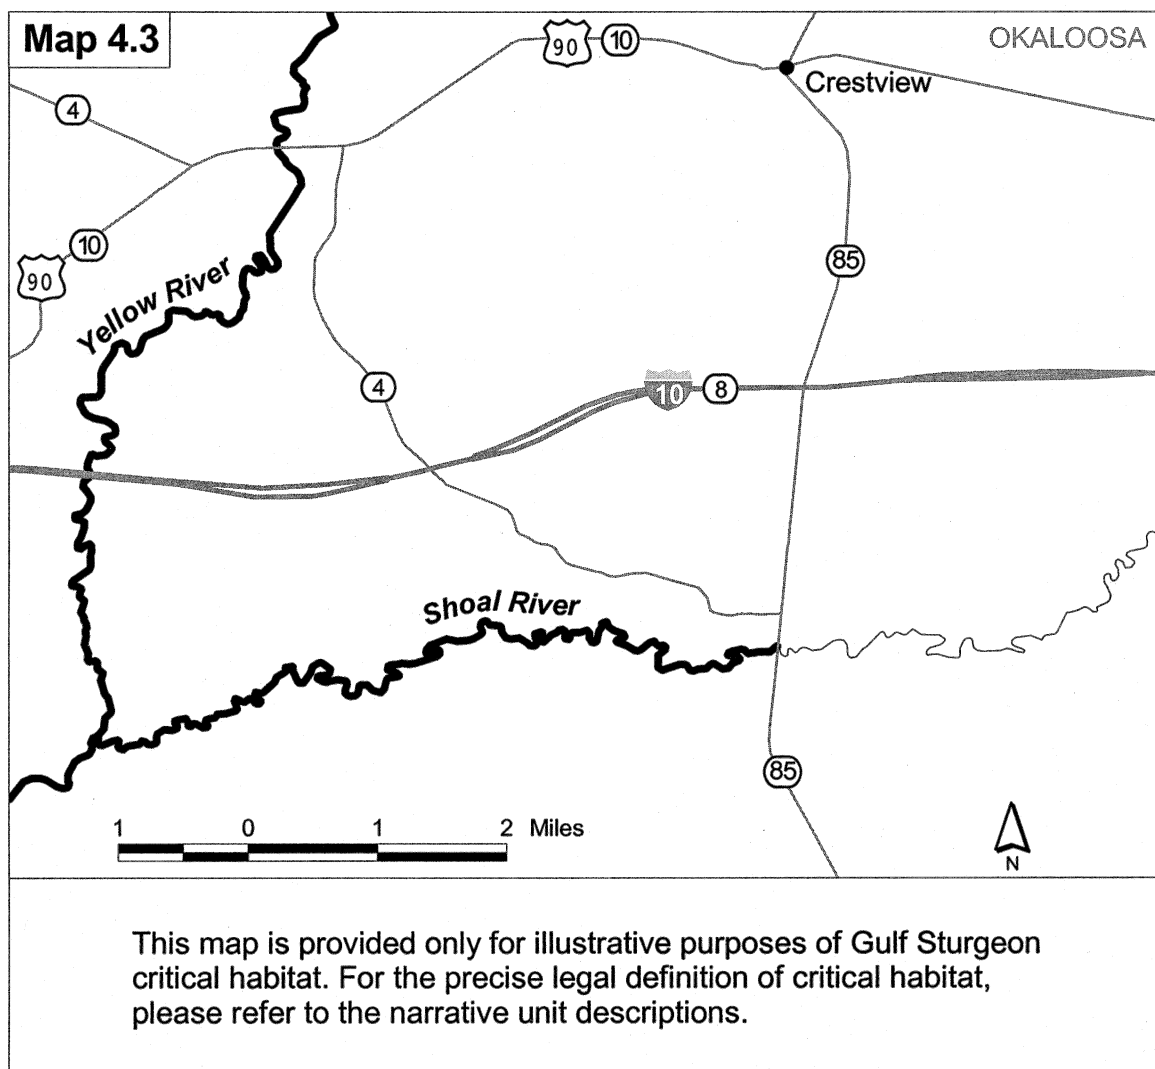 Map 4.3
OKALOOSA
90
10
Crestview
4
10
90
85
Yellow River
4
10
8
Shoal River
85
1 0 1 2 Miles
N
This map is provided only for illustrative purposes of Gulf Sturgeon
critical habitat. For the precise legal definition of critical habitat,
please refer to the narrative unit descriptions.